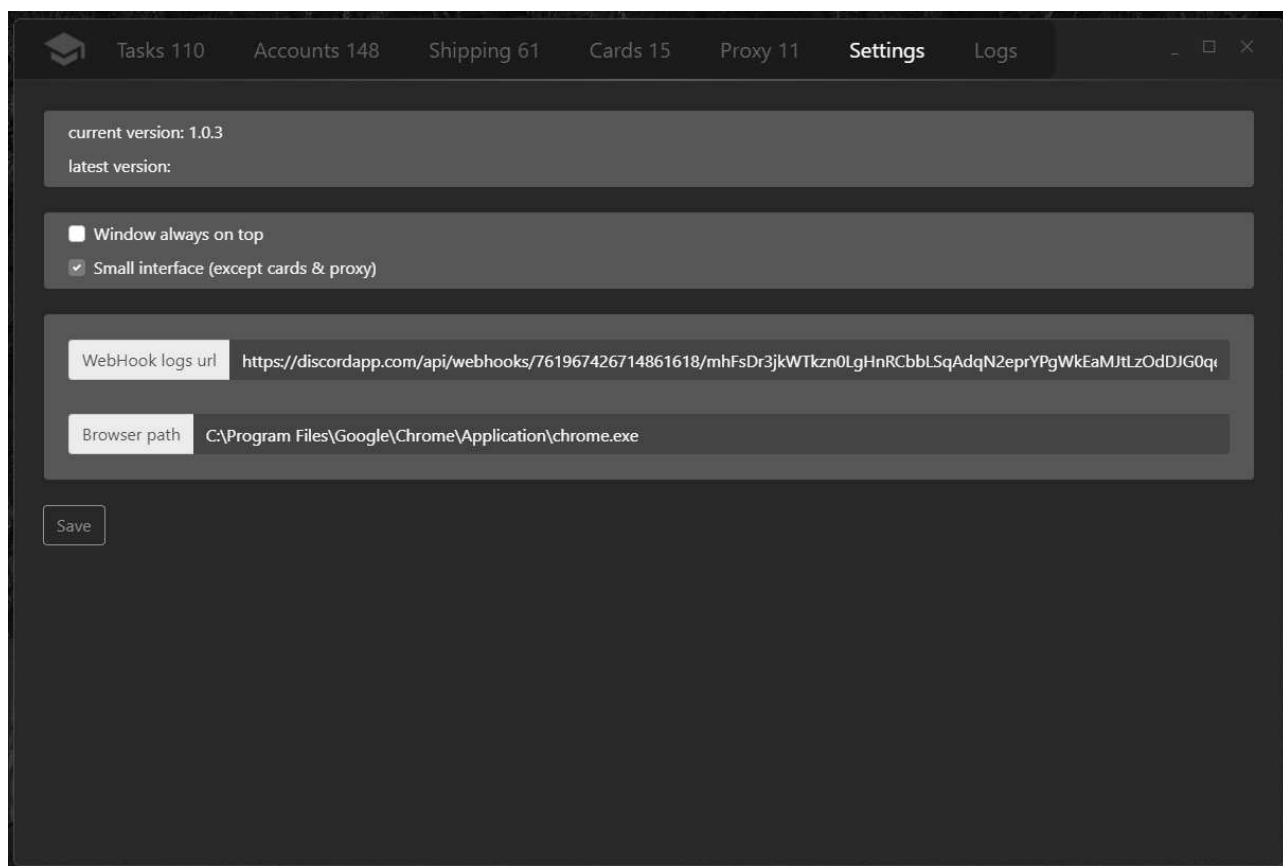 Tasks 110 Accounts 148 Shipping 61 Cards 15 Proxy 11 Settings Logs
current version: 1.0.3
latest version:
Window always on top
Small interface (except cards & proxy)
WebHook logs url https://discordapp.com/api/webhooks/761967426714861618/mhFsDr3jkWTkzn0LgHnRCbbLSqAdqN2eprYPgWkEaMJtLzOdDJG0q
Browser path C:\Program Files\Google\Chrome\Application\chrome.exe
Save